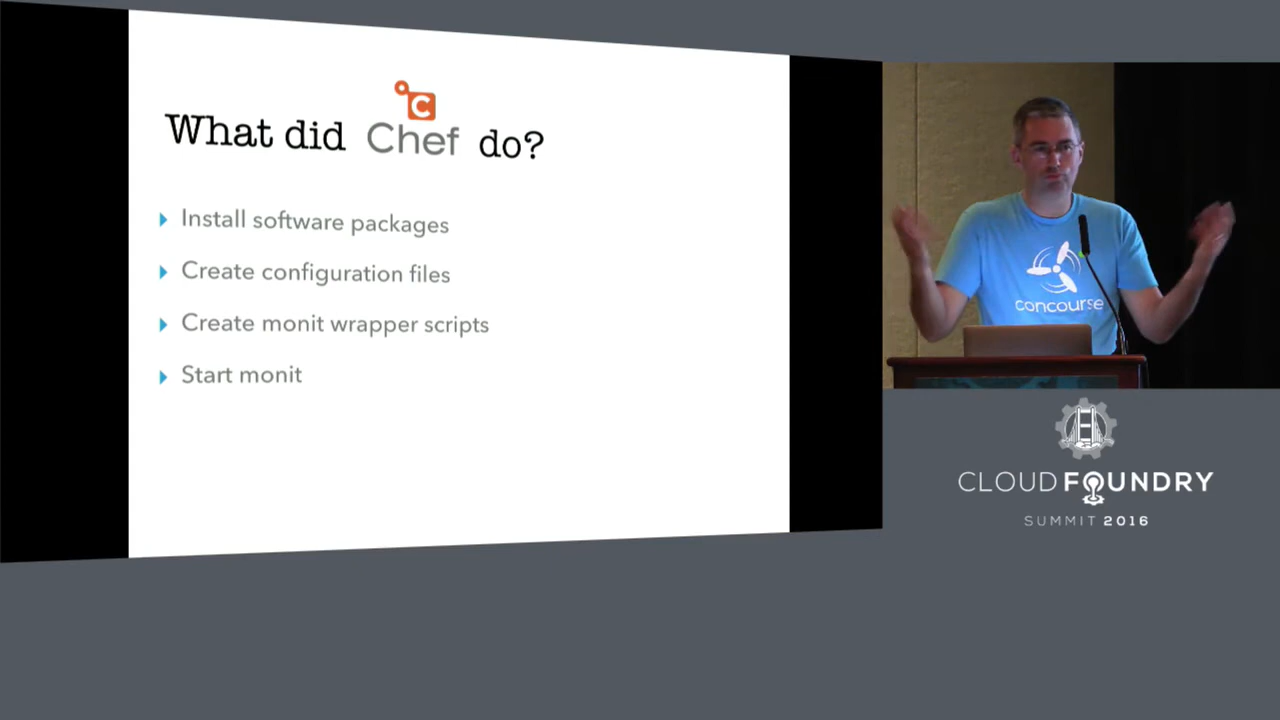 What did Chef do?
Install software packages
Create configuration files
Create monit wrapper scripts
Start monit
concourse
CLOUD FOUNDRY
SUMMIT 2016